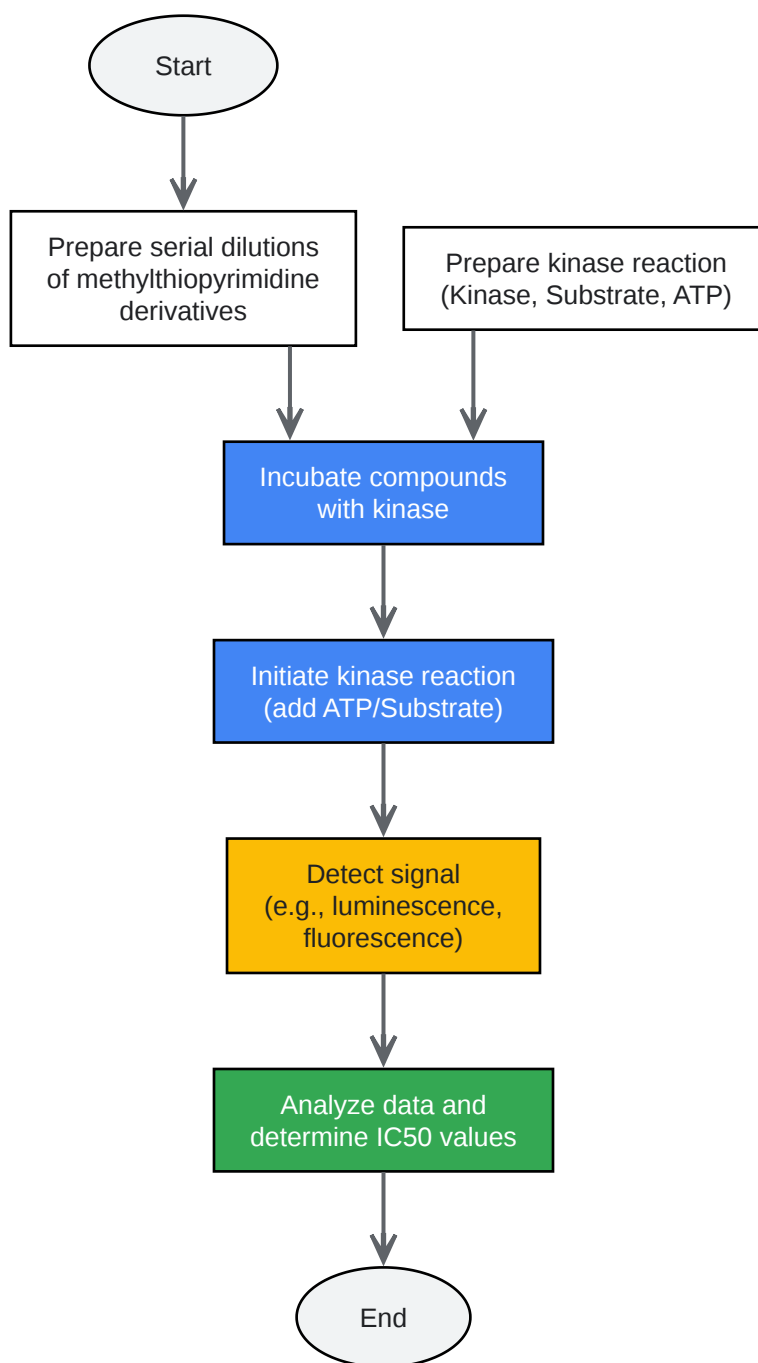 Start
Prepare serial dilutions
of methylthiopyrimidine
derivatives
Prepare kinase reaction
(Kinase, Substrate, ATP)
Incubate compounds
with kinase
Initiate kinase reaction
(add ATP/Substrate)
Detect signal
(e.g., luminescence,
fluorescence)
Analyze data and
determine IC50 values
End